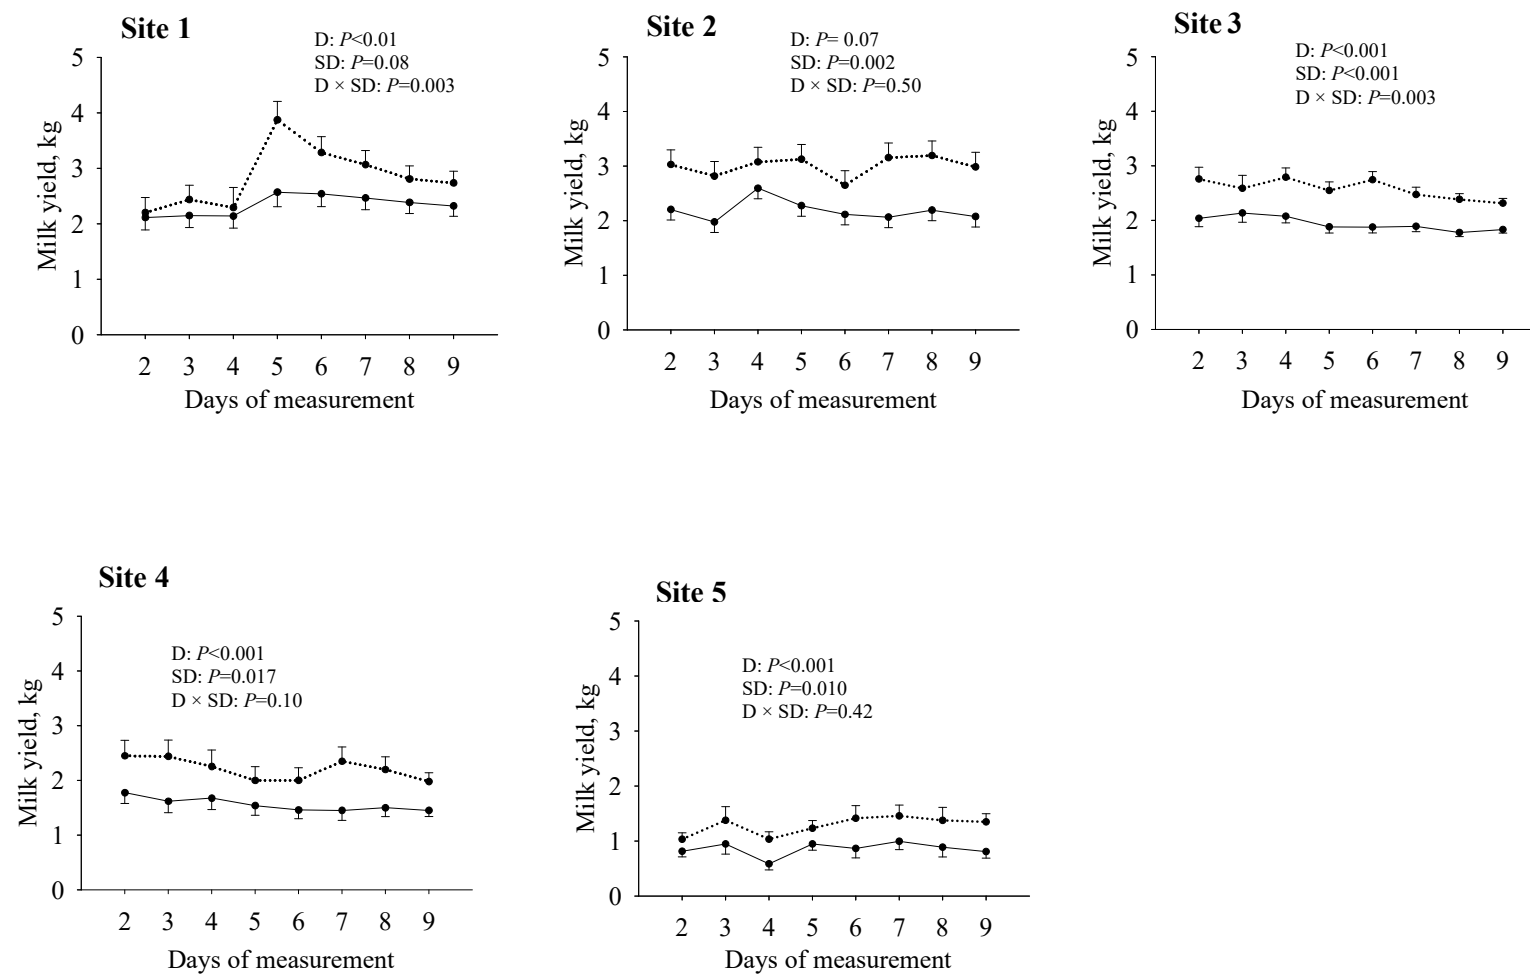 Site 1
D: P<0.01
SD: P=0.08
D × SD: P=0.003
5
4
3
2
1
0
Milk yield, kg
2 3 4 5 6 7 8 9
Days of measurement
Site 2
D: P= 0.07
SD: P=0.002
D × SD: P=0.50
5
4
3
2
1
0
Milk yield, kg
2 3 4 5 6 7 8 9
Days of measurement
Site 3
D: P<0.001
SD: P<0.001
D × SD: P=0.003
5
4
3
2
1
0
Milk yield, kg
2 3 4 5 6 7 8 9
Days of measurement
Site 4
D: P<0.001
SD: P=0.017
D × SD: P=0.10
5
4
3
2
1
0
Milk yield, kg
2 3 4 5 6 7 8 9
Days of measurement
Site 5
D: P<0.001
SD: P=0.010
D × SD: P=0.42
5
4
3
2
1
0
Milk yield, kg
2 3 4 5 6 7 8 9
Days of measurement